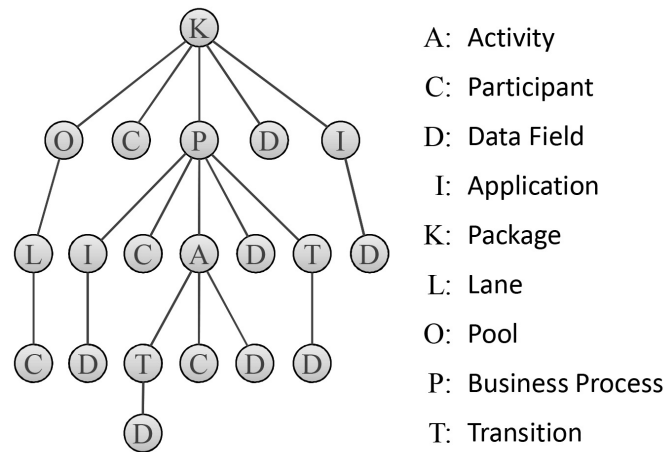 K
A: Activity
C: Participant
O C P D I
D: Data Field
I: Application
K: Package
L I C A D T D
L: Lane
O: Pool
C D T C D D
P: Business Process
D
T: Transition